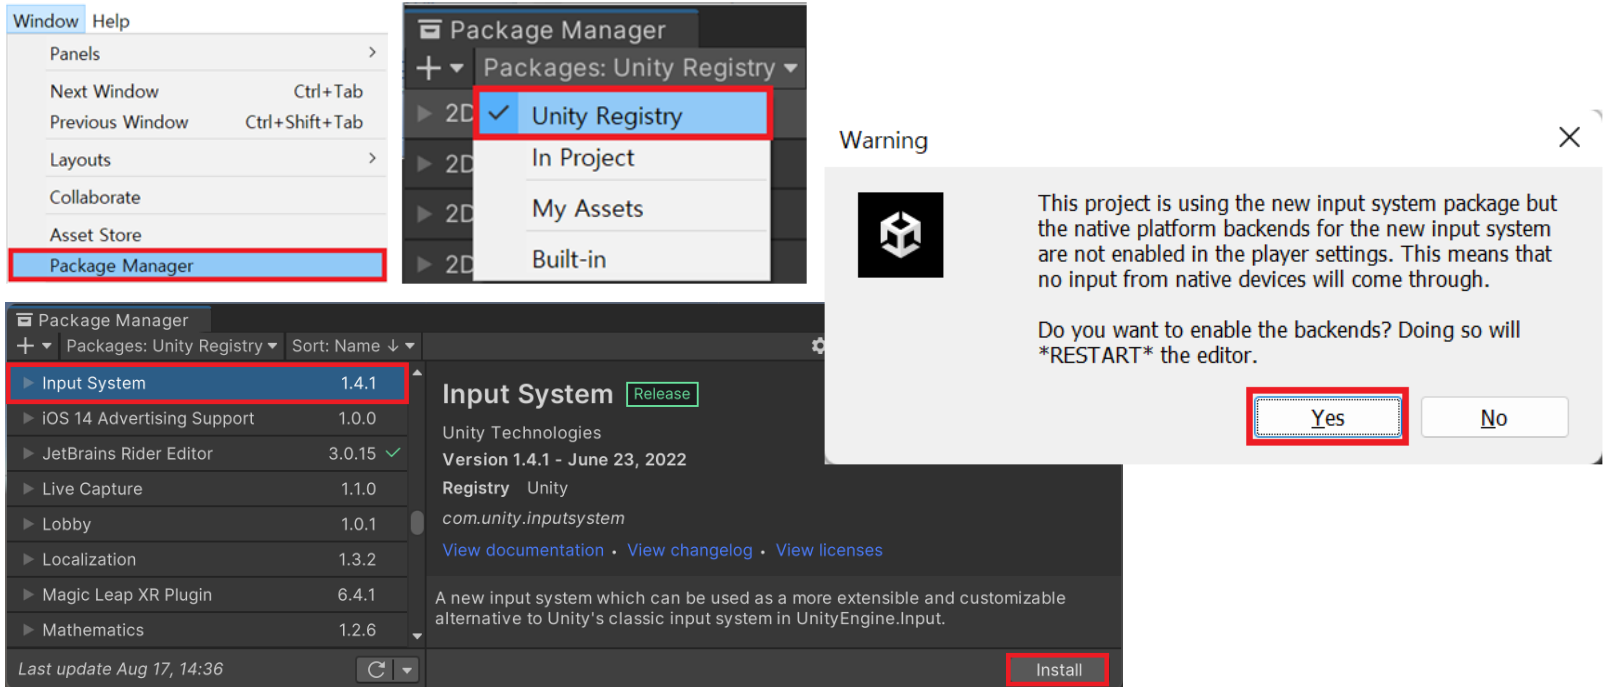 Window Help
Panels
Next Window Ctrl+Tab
Previous Window Ctrl+Shift+Tab
Layouts
Collaborate
Asset Store
Package Manager
Package Manager
Packages: Unity Registry
2D
Unity Registry
2D
In Project
2D
My Assets
2D
Built-in
Warning
This project is using the new input system package but
the native platform backends for the new input system
are not enabled in the player settings. This means that
no input from native devices will come through.
Do you want to enable the backends? Doing so will
*RESTART* the editor.
Yes No
Package Manager
Packages: Unity Registry Sort: Name ↓
Input System 1.4.1
iOS 14 Advertising Support 1.0.0
JetBrains Rider Editor 3.0.15
Live Capture 1.1.0
Lobby 1.0.1
Localization 1.3.2
Magic Leap XR Plugin 6.4.1
Mathematics 1.2.6
Last update Aug 17, 14:36
Input System Release
Unity Technologies
Version 1.4.1 - June 23, 2022
Registry Unity
com.unity.inputsystem
View documentation • View changelog • View licenses
A new input system which can be used as a more extensible and customizable
alternative to Unity's classic input system in UnityEngine.Input.
Install